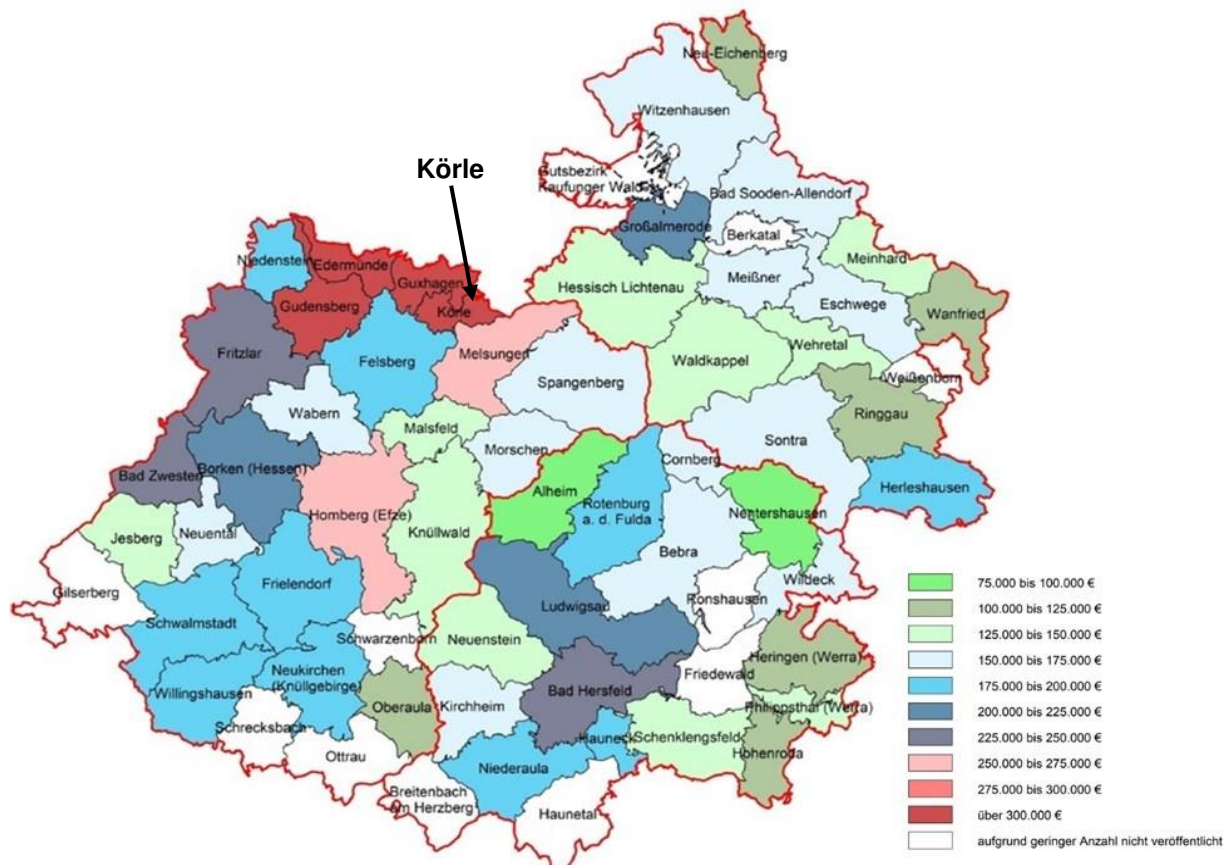 Neu-Eichenberg
Witzenhausen
Körle
Gutsbezirk
Kaufunger Wald
Bad Sooden-Allendorf
Großalmerode
Berkatal
Niedenstein
Edermünde
Guxhagen
Meißner
Meinhard
Hessisch Lichtenau
Eschwege
Gudensberg
Körle
Wanfried
Fritzlar
Felsberg
Melsungen
Waldkappel
Wehretal
Weißenborn
Spangenberg
Wabern
Ringgau
Malsfeld
Sontra
Morschen
Cornberg
Bad Zwesten
Borken (Hessen)
Herleshausen
Alheim
Rotenburg
a. d. Fulda
Nentershausen
Homberg (Efze)
Knüllwald
Jesberg
Neuental
Bebra
Wildeck
Gilserberg
Frielendorf
Ronshausen
Ludwigsau
Schwalmstadt
Schwarzenborn
Neuenstein
Heringen (Werra)
Friedewald
Neukirchen
(Knüllgebirge)
Willingshausen
Bad Hersfeld
Oberaula
Kirchheim
Philippsthal (Werra)
Schrecksbach
Hauneck
Schenklengsfeld
Hohenroda
Ottrau
Niederaula
Breitenbach
am Herzberg
Haunetal
75.000 bis 100.000 €
100.000 bis 125.000 €
125.000 bis 150.000 €
150.000 bis 175.000 €
175.000 bis 200.000 €
200.000 bis 225.000 €
225.000 bis 250.000 €
250.000 bis 275.000 €
275.000 bis 300.000 €
über 300.000 €
aufgrund geringer Anzahl nicht veröffentlicht